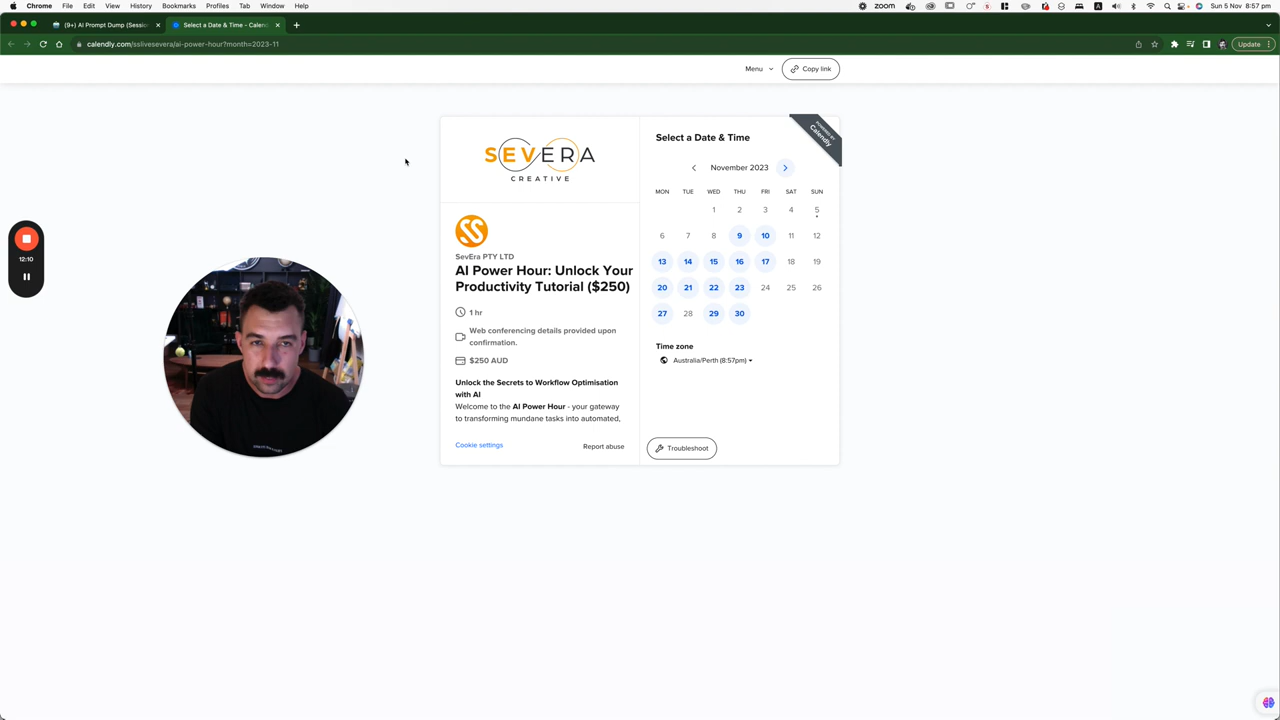 Chrome File Edit View History Bookmarks Profiles Tab Window Help
zoom
A
Sun 5 Nov 8:57 pm
(9+) AI Prompt Dump (Sessi
Select a Date & Time - Calen
calendly.com/sslivesevera/ai-power-hour?month=2023-11
Update
Menu
Copy link
SEVERA
CREATIVE
POWERED BY
Calendly
SevEra PTY LTD
AI Power Hour: Unlock Your
Productivity Tutorial ($250)
1 hr
Web conferencing details provided upon
confirmation.
$250 AUD
Unlock the Secrets to Workflow Optimisation
with AI
Welcome to the AI Power Hour - your gateway
to transforming mundane tasks into automated,
Cookie settings
Report abuse
Select a Date & Time
November 2023
MON TUE WED THU FRI SAT SUN
1 2 3 4 5
6 7 8 9 10 11 12
13 14 15 16 17 18 19
20 21 22 23 24 25 26
27 28 29 30
Time zone
Australia/Perth (8:57pm)
Troubleshoot
12:10